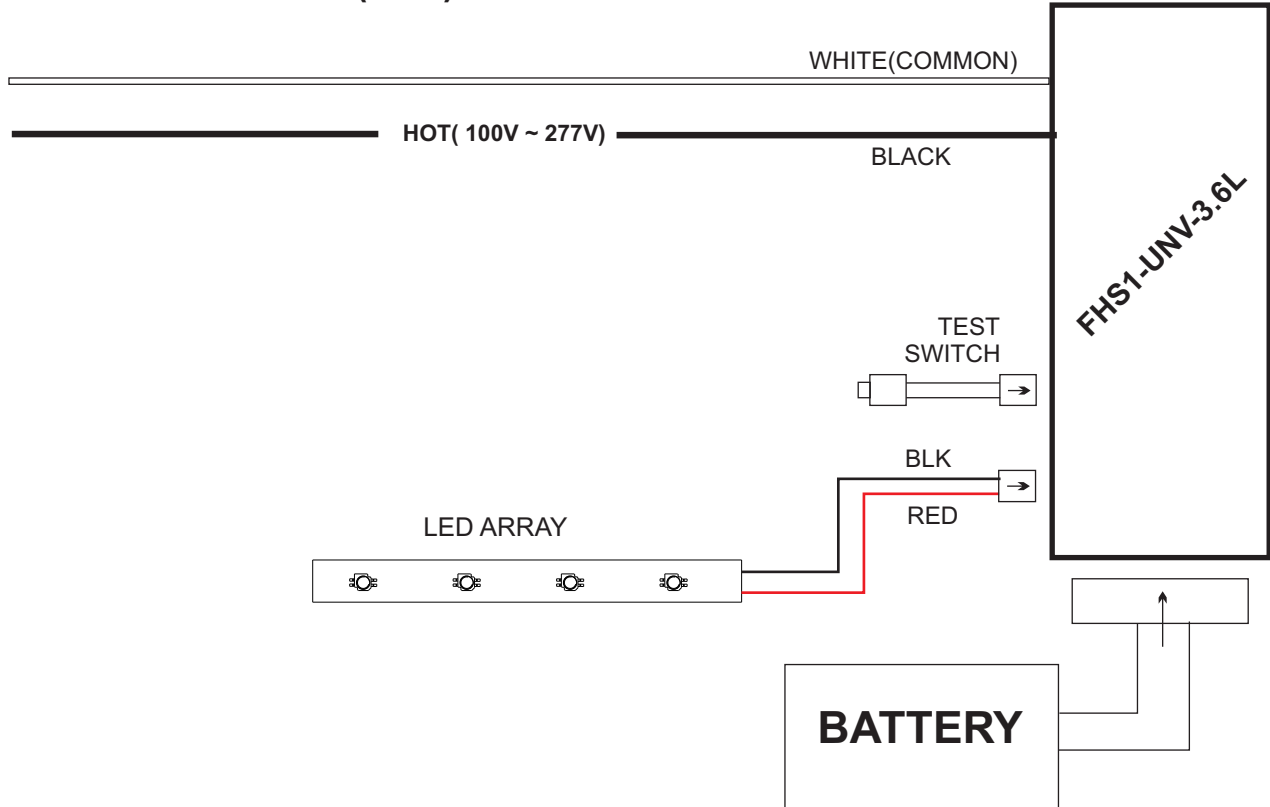 WHITE(COMMON)
HOT( 100V ~ 277V)
BLACK
FHS1-UNV-3.6L
TEST
SWITCH
BLK
RED
LED ARRAY
BATTERY